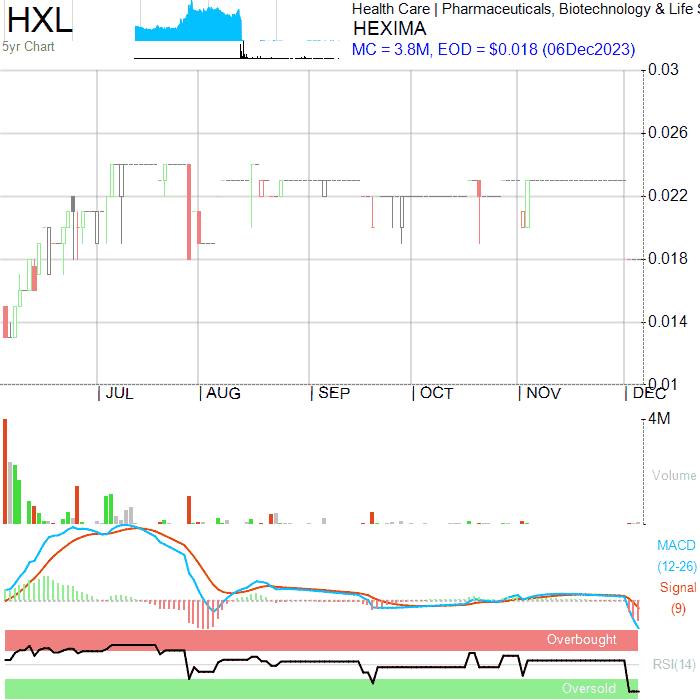 HXL
5yr Chart
Health Care | Pharmaceuticals, Biotechnology & Life S
HEXIMA
MC = 3.8M, EOD = $0.018 (06Dec2023)
0.03
0.026
0.022
0.018
0.014
0.01
JUL
AUG
SEP
OCT
NOV
DEC
4M
Volume
MACD
(12-26)
Signal
(9)
Overbought
RSI(14)
Oversold